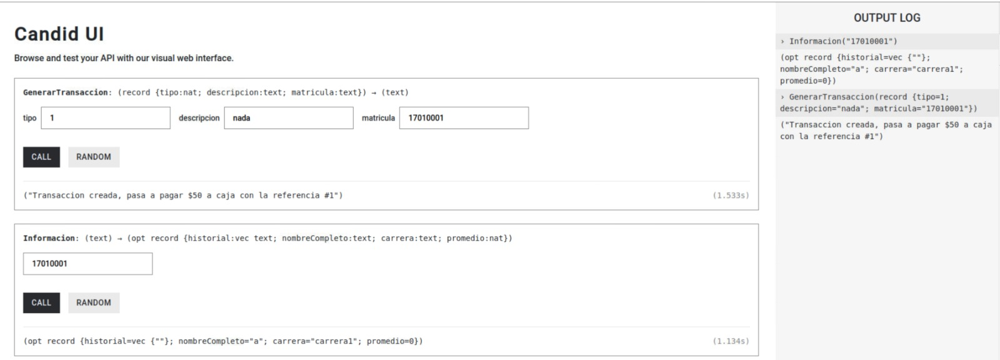 Candid UI
Browse and test your API with our visual web interface.
GenerarTransaccion: (record {tipo:nat; descripcion:text; matricula:text}) → (text)
tipo 1 descripcion nada matricula 17010001
CALL RANDOM
("Transaccion creada, pasa a pagar $50 a caja con la referencia #1") (1.533s)
Informacion: (text) → (opt record {historial:vec text; nombreCompleto:text; carrera:text; promedio:nat})
17010001
CALL RANDOM
(opt record {historial=vec {""}; nombreCompleto="a"; carrera="carrera1"; promedio=0}) (1.134s)
OUTPUT LOG
› Informacion("17010001")
(opt record {historial=vec {""};
nombreCompleto="a"; carrera="carrera1";
promedio=0})
› GenerarTransaccion(record {tipo=1;
descripcion="nada"; matricula="17010001"})
("Transaccion creada, pasa a pagar $50 a caja
con la referencia #1")